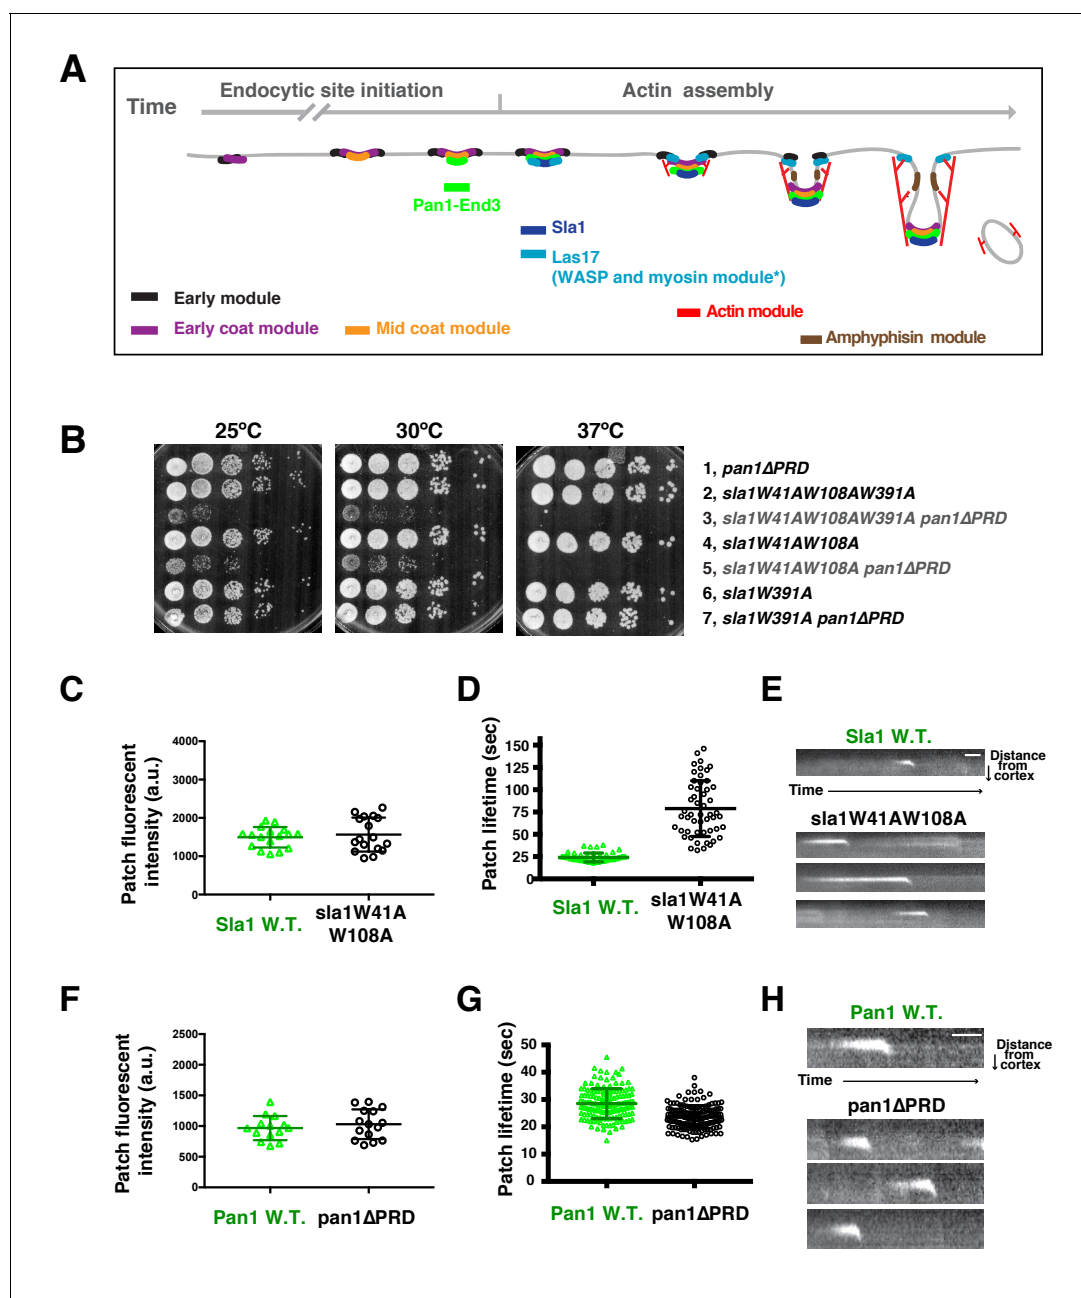 A
Time
Endocytic site initiation
Actin assembly
Pan1-End3
Sla1
Las17
(WASP and myosin module*)
Early module
Actin module
Early coat module
Mid coat module
Amphyphisin module
B
25ºC
30ºC
37ºC
1, pan1ΔPRD
2, sla1W41AW108AW391A
3, sla1W41AW108AW391A pan1ΔPRD
4, sla1W41AW108A
5, sla1W41AW108A pan1ΔPRD
6, sla1W391A
7, sla1W391A pan1ΔPRD
C
Patch fluorescent
intensity (a.u.)
4000
3000
2000
1000
0
Sla1 W.T.
sla1W41A
W108A
D
Patch lifetime (sec)
150
125
100
75
50
25
0
Sla1 W.T.
sla1W41A
W108A
E
Sla1 W.T.
Distance
from
cortex
Time
sla1W41AW108A
F
Patch fluorescent
intensity (a.u.)
2500
2000
1500
1000
500
0
Pan1 W.T.
pan1ΔPRD
G
Patch lifetime (sec)
50
40
30
20
10
0
Pan1 W.T.
pan1ΔPRD
H
Pan1 W.T.
Distance
from
cortex
Time
pan1ΔPRD